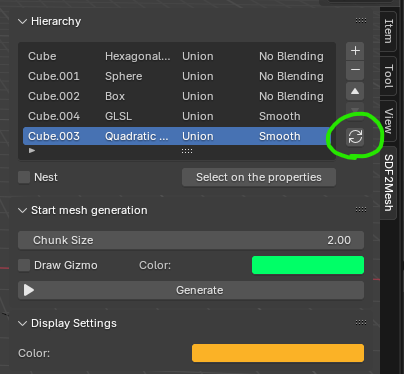 Hierarchy
Cube Hexagonal... Union No Blending
Cube.001 Sphere Union No Blending
Cube.002 Box Union No Blending
Cube.004 GLSL Union Smooth
Cube.003 Quadratic ... Union Smooth
Nest Select on the properties
Start mesh generation
Chunk Size 2.00
Draw Gizmo Color:
Generate
Display Settings
Color:
Item
Tool
View
SDF2Mesh